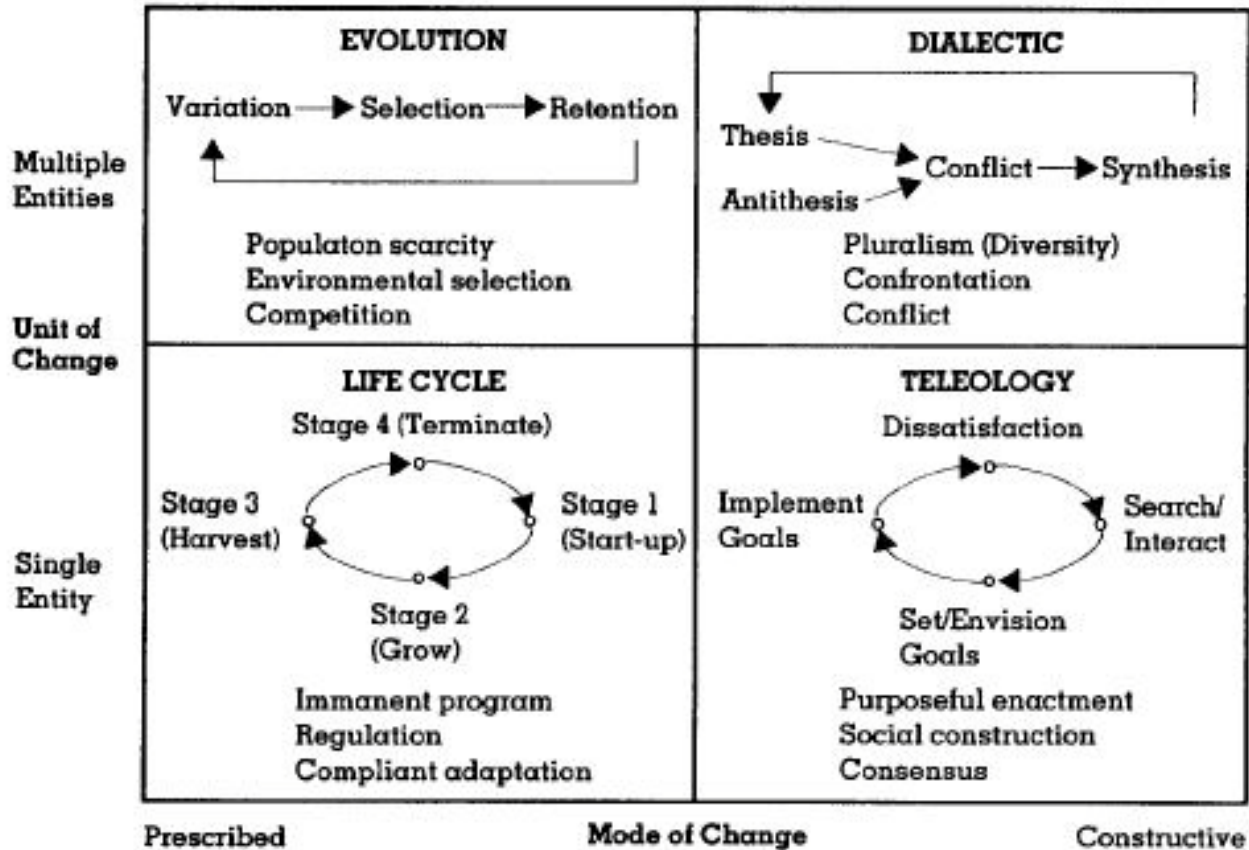 EVOLUTION
Variation Selection Retention
Populaton scarcity
Environmental selection
Competition
DIALECTIC
Thesis
Antithesis
Conflict Synthesis
Pluralism (Diversity)
Confrontation
Conflict
Multiple
Entities
Unit of
Change
Single
Entity
LIFE CYCLE
Stage 4 (Terminate)
Stage 3
(Harvest)
Stage 1
(Start-up)
Stage 2
(Grow)
Immanent program
Regulation
Compliant adaptation
TELEOLOGY
Dissatisfaction
Implement
Goals
Search/
Interact
Set/Envision
Goals
Purposeful enactment
Social construction
Consensus
Prescribed Mode of Change Constructive